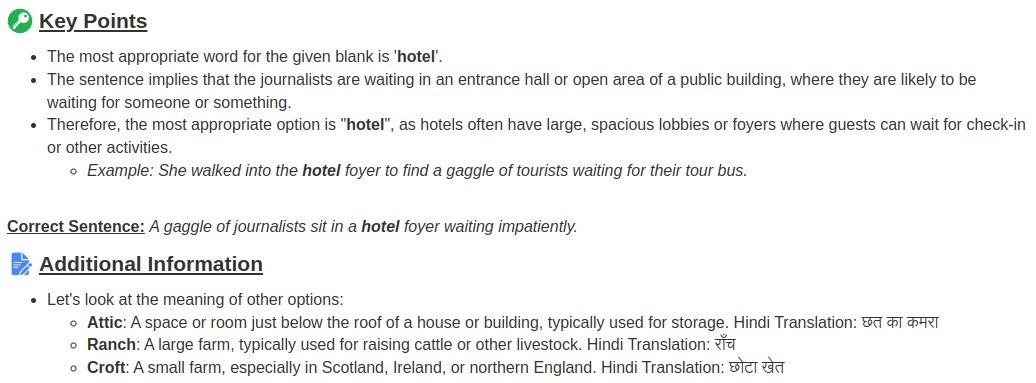 Key Points
• The most appropriate word for the given blank is 'hotel'.
• The sentence implies that the journalists are waiting in an entrance hall or open area of a public building, where they are likely to be
waiting for someone or something.
• Therefore, the most appropriate option is "hotel", as hotels often have large, spacious lobbies or foyers where guests can wait for check-in
or other activities.
◦ Example: She walked into the hotel foyer to find a gaggle of tourists waiting for their tour bus.
Correct Sentence: A gaggle of journalists sit in a hotel foyer waiting impatiently.
Additional Information
• Let's look at the meaning of other options:
◦ Attic: A space or room just below the roof of a house or building, typically used for storage. Hindi Translation: छत का कमरा
◦ Ranch: A large farm, typically used for raising cattle or other livestock. Hindi Translation: राँच
◦ Croft: A small farm, especially in Scotland, Ireland, or northern England. Hindi Translation: छोटा खेत